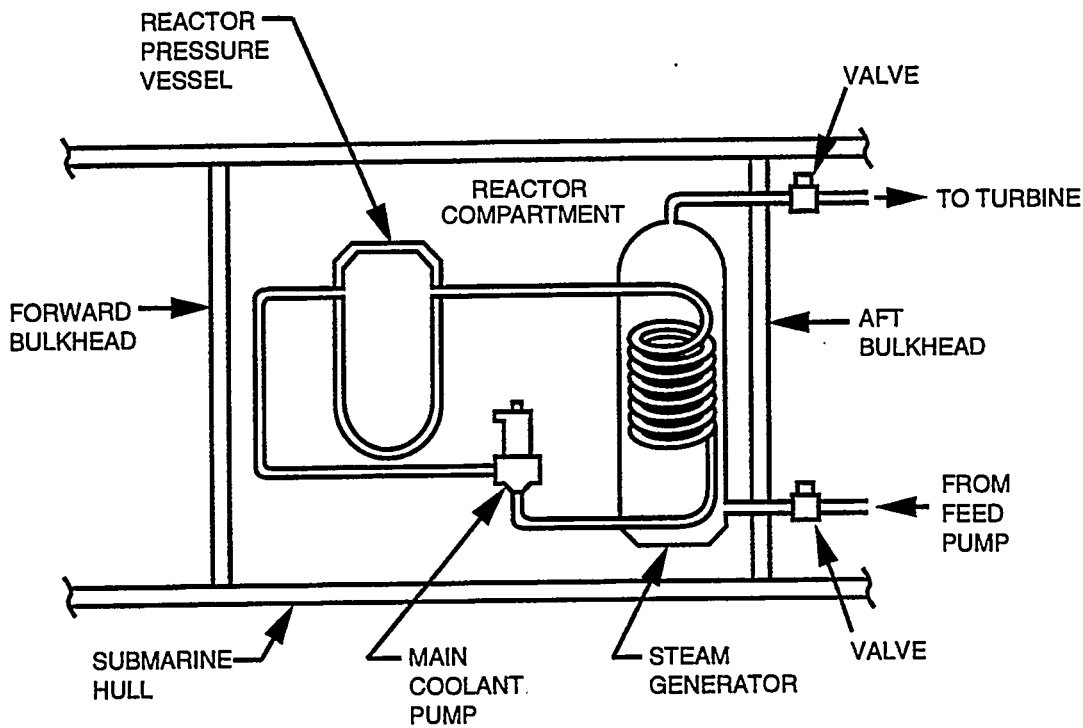 REACTOR
PRESSURE
VESSEL
VALVE
REACTOR
COMPARTMENT
TO TURBINE
FORWARD
BULKHEAD
AFT
BULKHEAD
FROM
FEED
PUMP
SUBMARINE
HULL
MAIN
COOLANT
PUMP
STEAM
GENERATOR
VALVE